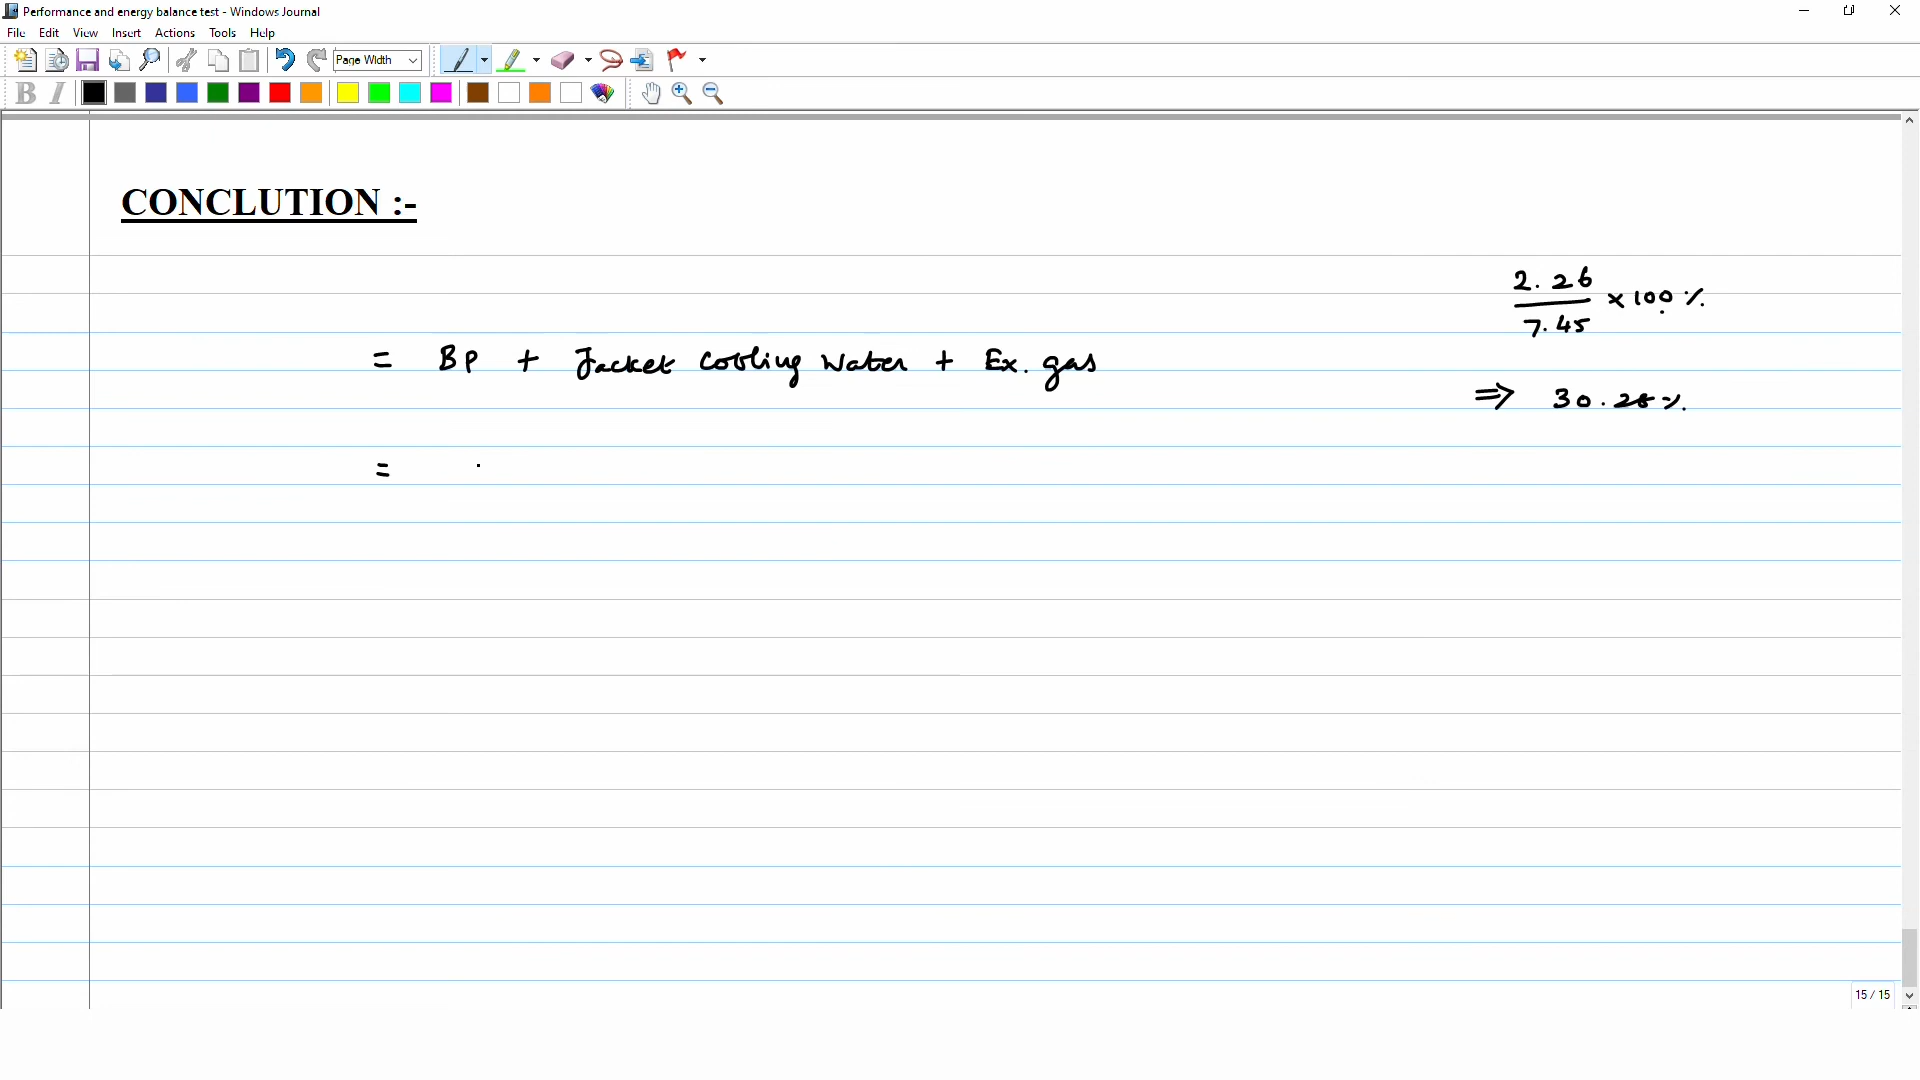 Performance and energy balance test - Windows Journal
File Edit View Insert Actions Tools Help
Page Width
B I
CONCLUTION :-
2.26
7.45
× 100 %
= BP + Jacket Cooling Water + Ex. gas
⇒ 30.28 %
=
15 / 15